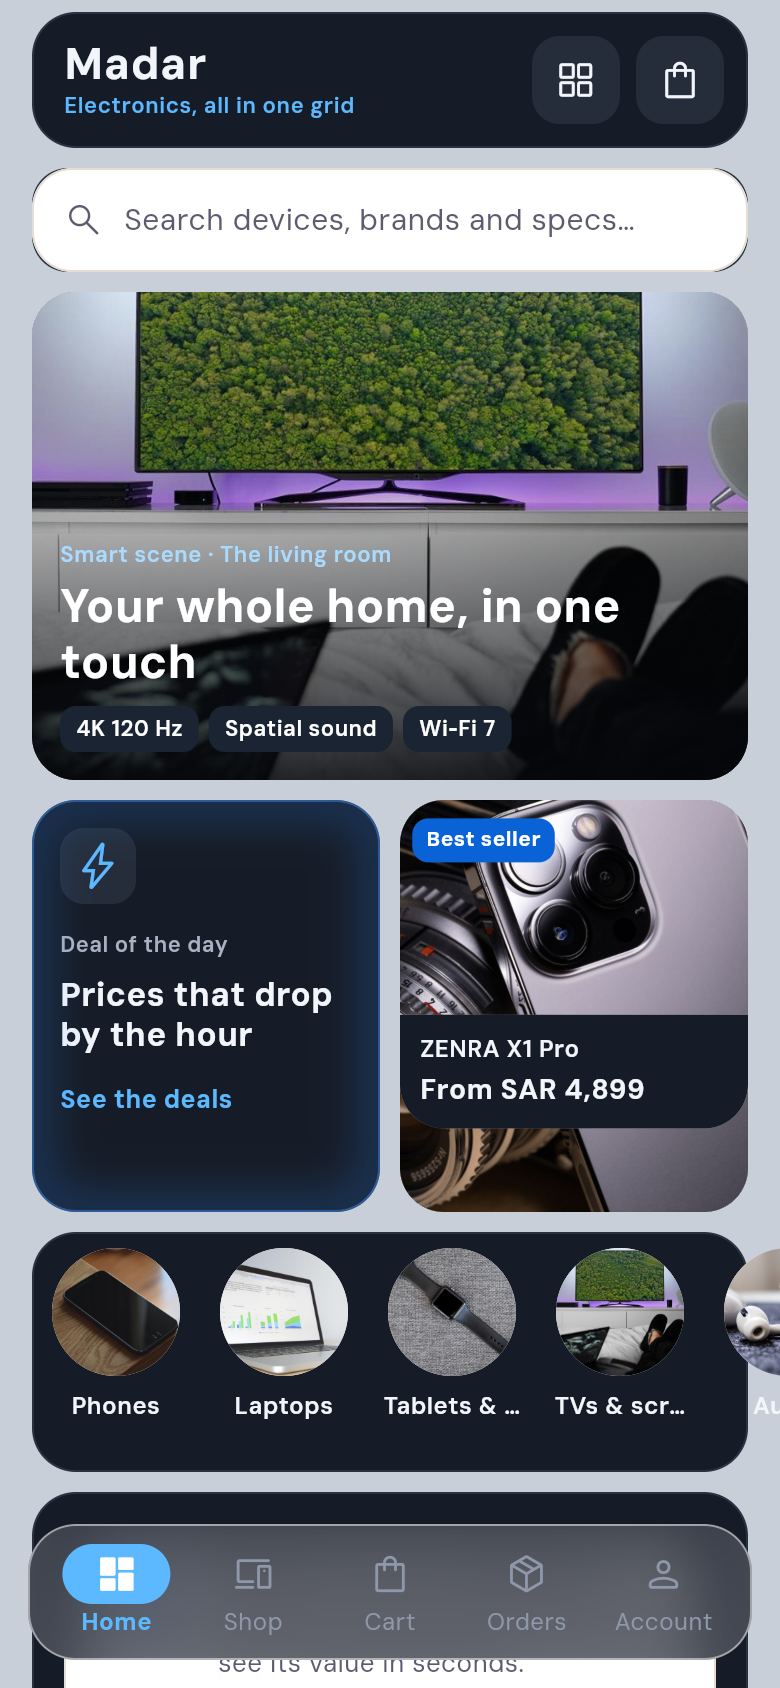 Madar
Electronics, all in one grid
Search devices, brands and specs…
Smart scene · The living room
Your whole home, in one
touch
4K 120 Hz
Spatial sound
Wi-Fi 7
Deal of the day
Prices that drop
by the hour
See the deals
Best seller
ZENRA X1 Pro
From SAR 4,899
Phones
Laptops
Tablets & …
TVs & scr…
Au
Home
Shop
Cart
Orders
Account
see its value in seconds.